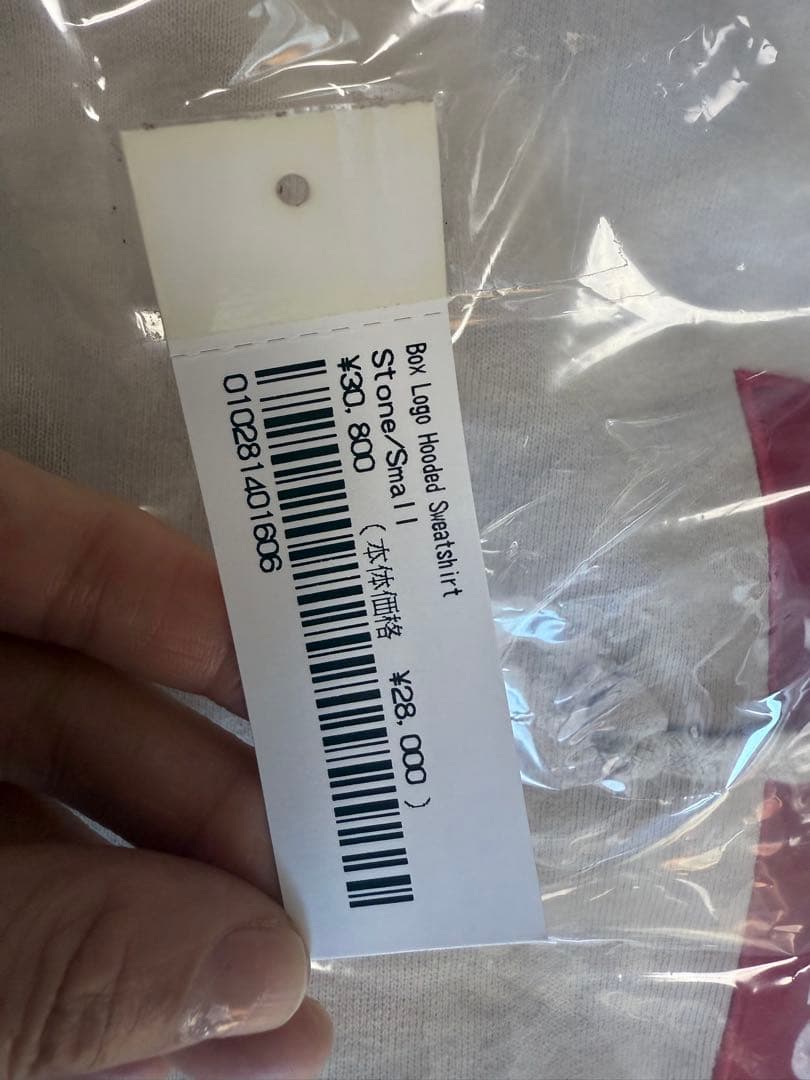 Box Logo Hooded Sweatshirt
Stone/Small
¥30,800 (本体価格 ¥28,000)
010281401606